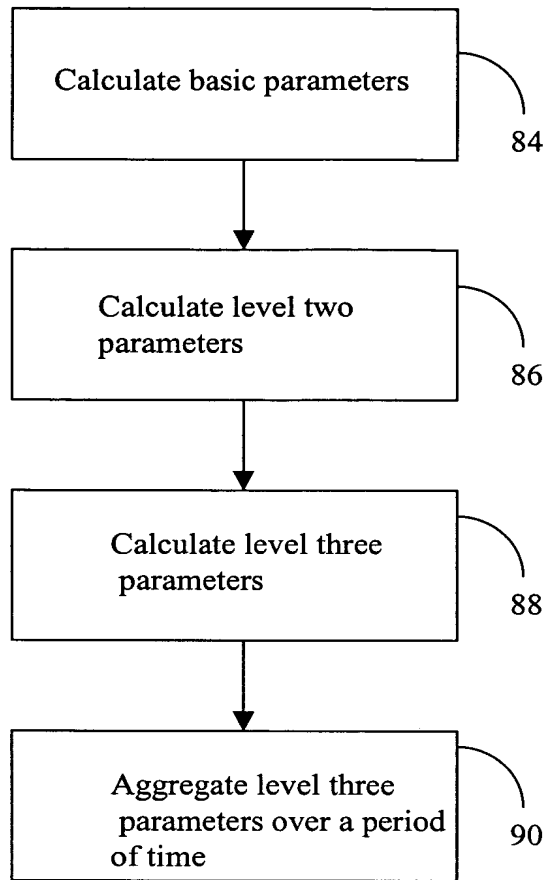 Calculate basic parameters
84
Calculate level two
parameters
86
Calculate level three
parameters
88
Aggregate level three
parameters over a period
of time
90